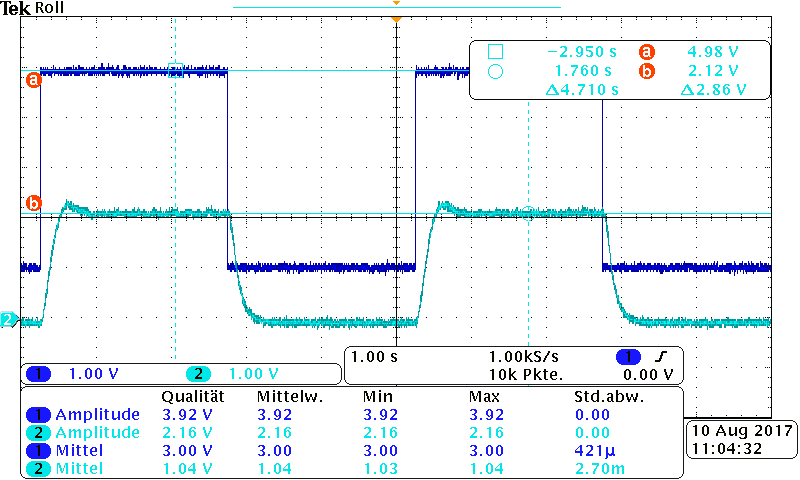 Tek Roll
−2.950 s a 4.98 V
1.760 s b 2.12 V
Δ4.710 s Δ2.86 V
a
b
2
1 1.00 V 2 1.00 V
1.00 s 1.00kS/s 1
10k Pkte. 0.00 V
Qualität Mittelw. Min Max Std.abw.
1 Amplitude 3.92 V 3.92 3.92 3.92 0.00
2 Amplitude 2.16 V 2.16 2.16 2.16 0.00
1 Mittel 3.00 V 3.00 3.00 3.00 421µ
2 Mittel 1.04 V 1.04 1.03 1.04 2.70m
10 Aug 2017
11:04:32